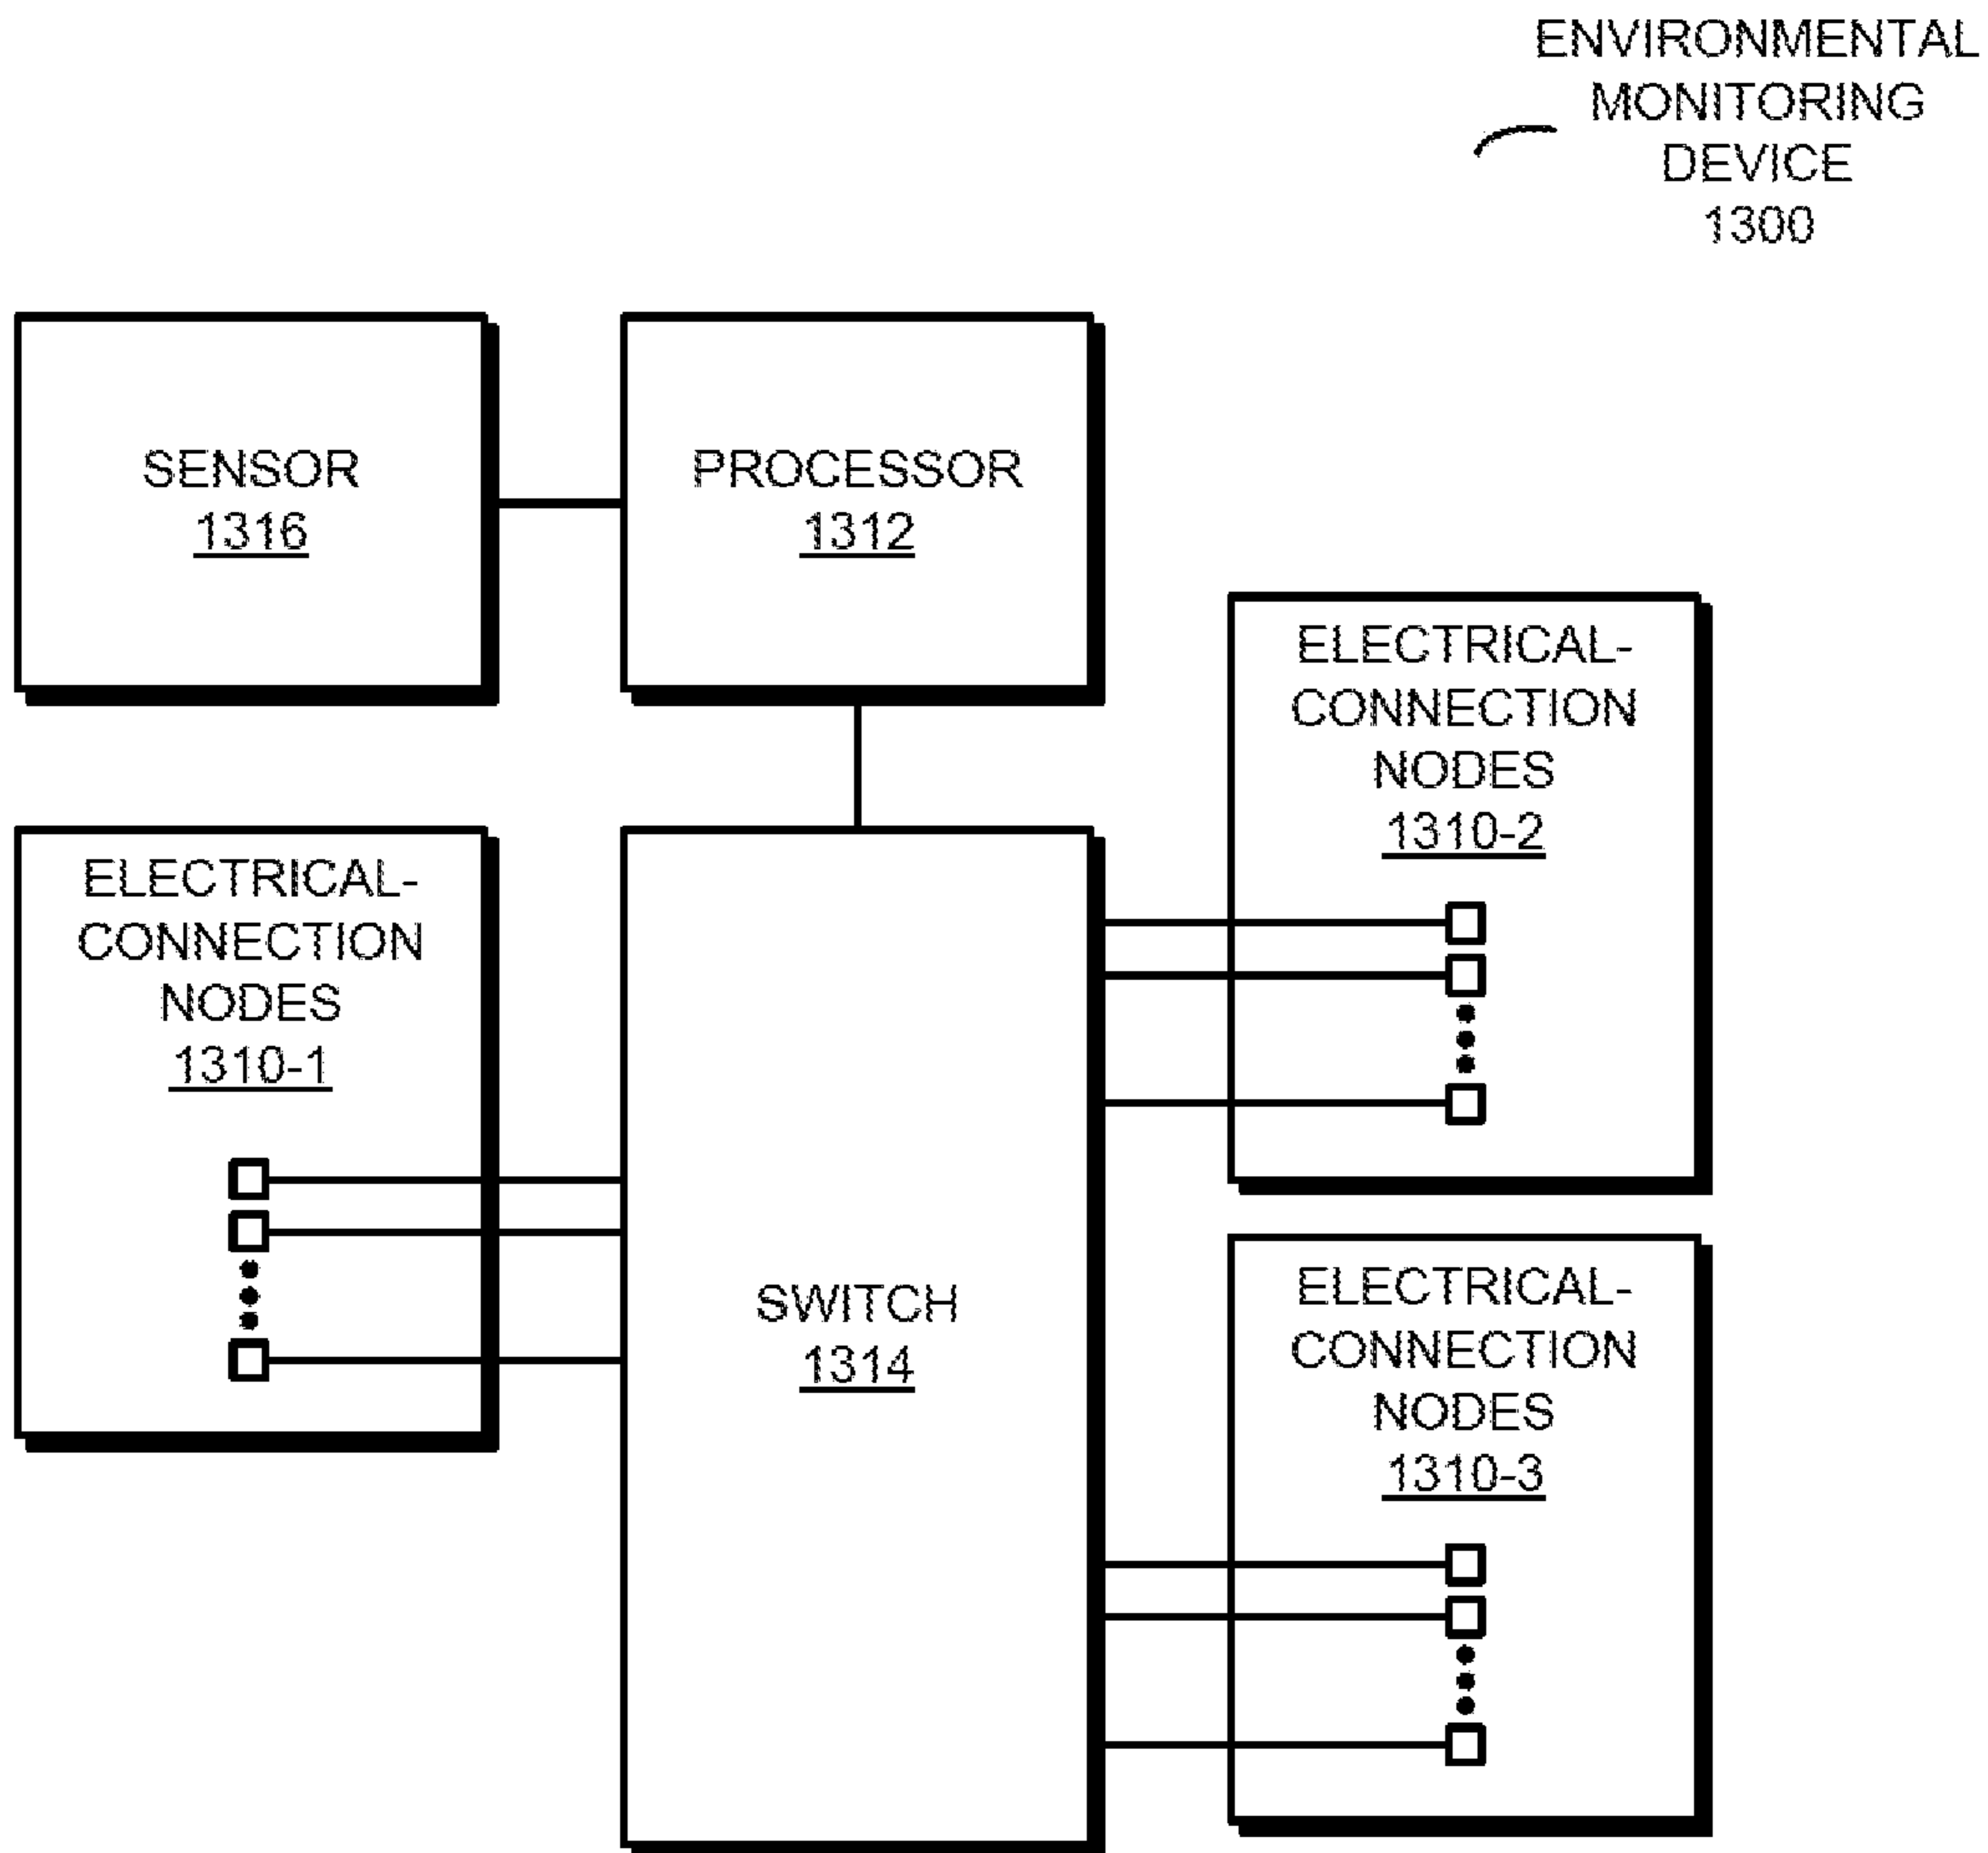 ENVIRONMENTAL
MONITORING
DEVICE
1300
SENSOR
1316
PROCESSOR
1312
ELECTRICAL-
CONNECTION
NODES
1310-2
ELECTRICAL-
CONNECTION
NODES
1310-1
SWITCH
1314
ELECTRICAL-
CONNECTION
NODES
1310-3